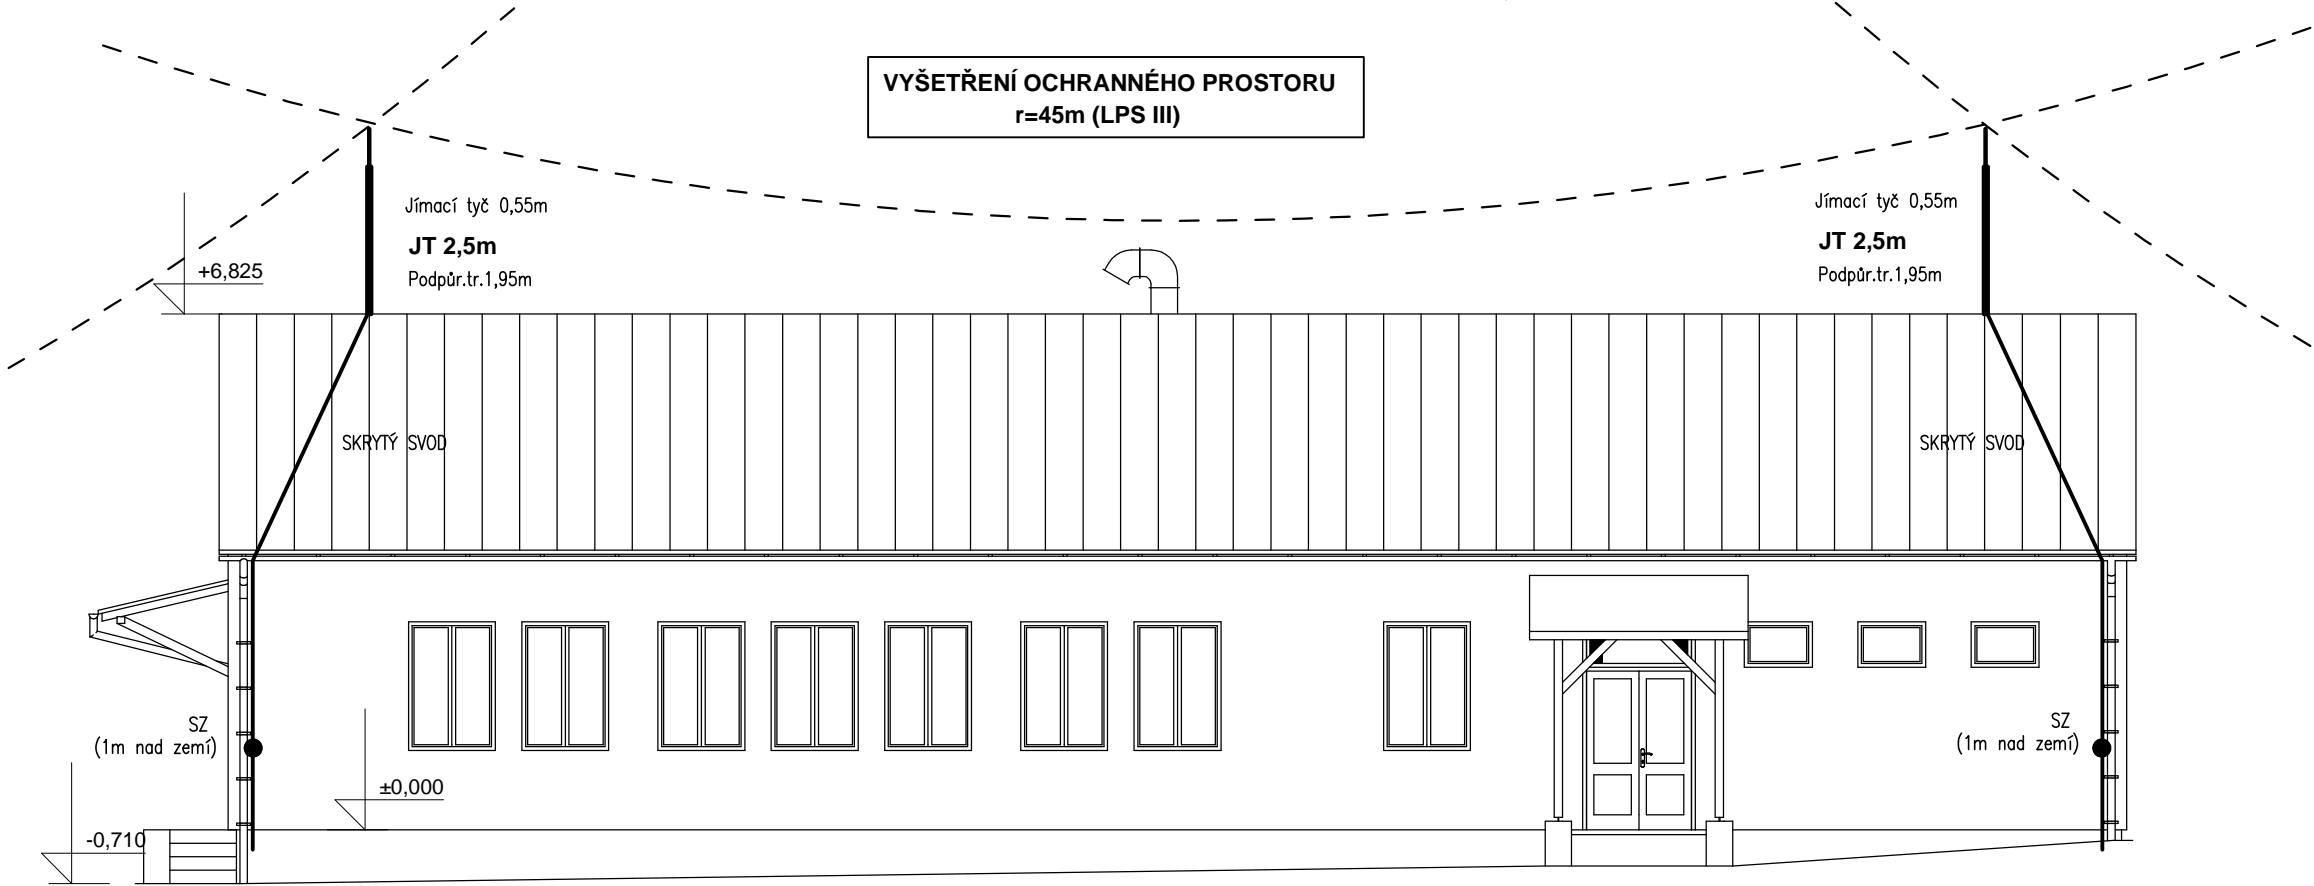 VYŠETŘENÍ OCHRANNÉHO PROSTORU
r=45m (LPS III)
Jímací tyč 0,55m
JT 2,5m
Podpůr.tr.1,95m
Jímací tyč 0,55m
JT 2,5m
Podpůr.tr.1,95m
+6,825
SKRYTÝ SVOD
SKRYTÝ SVOD
SZ
(1m nad zemí)
SZ
(1m nad zemí)
±0,000
-0,710